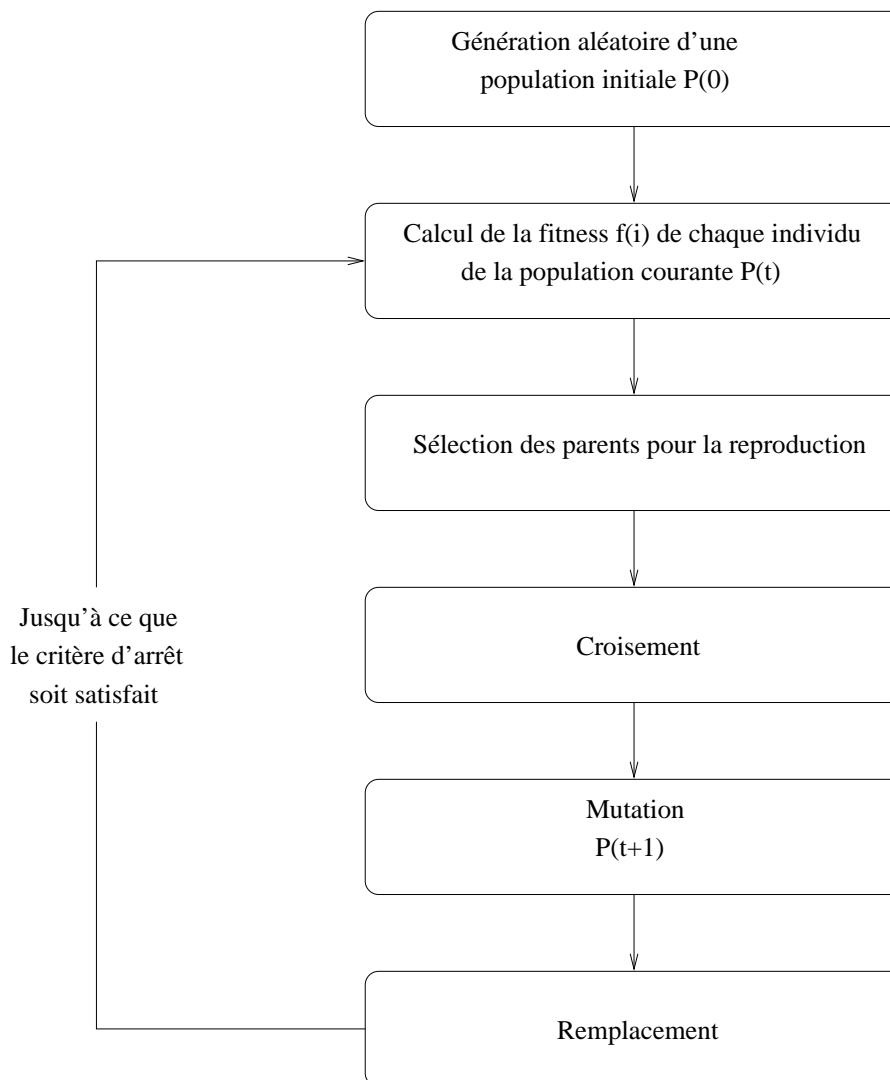 Génération aléatoire d’une
population initiale P(0)
Calcul de la fitness f(i) de chaque individu
de la population courante P(t)
Sélection des parents pour la reproduction
Croisement
Jusqu’à ce que
le critère d’arrêt
soit satisfait
Mutation
P(t+1)
Remplacement